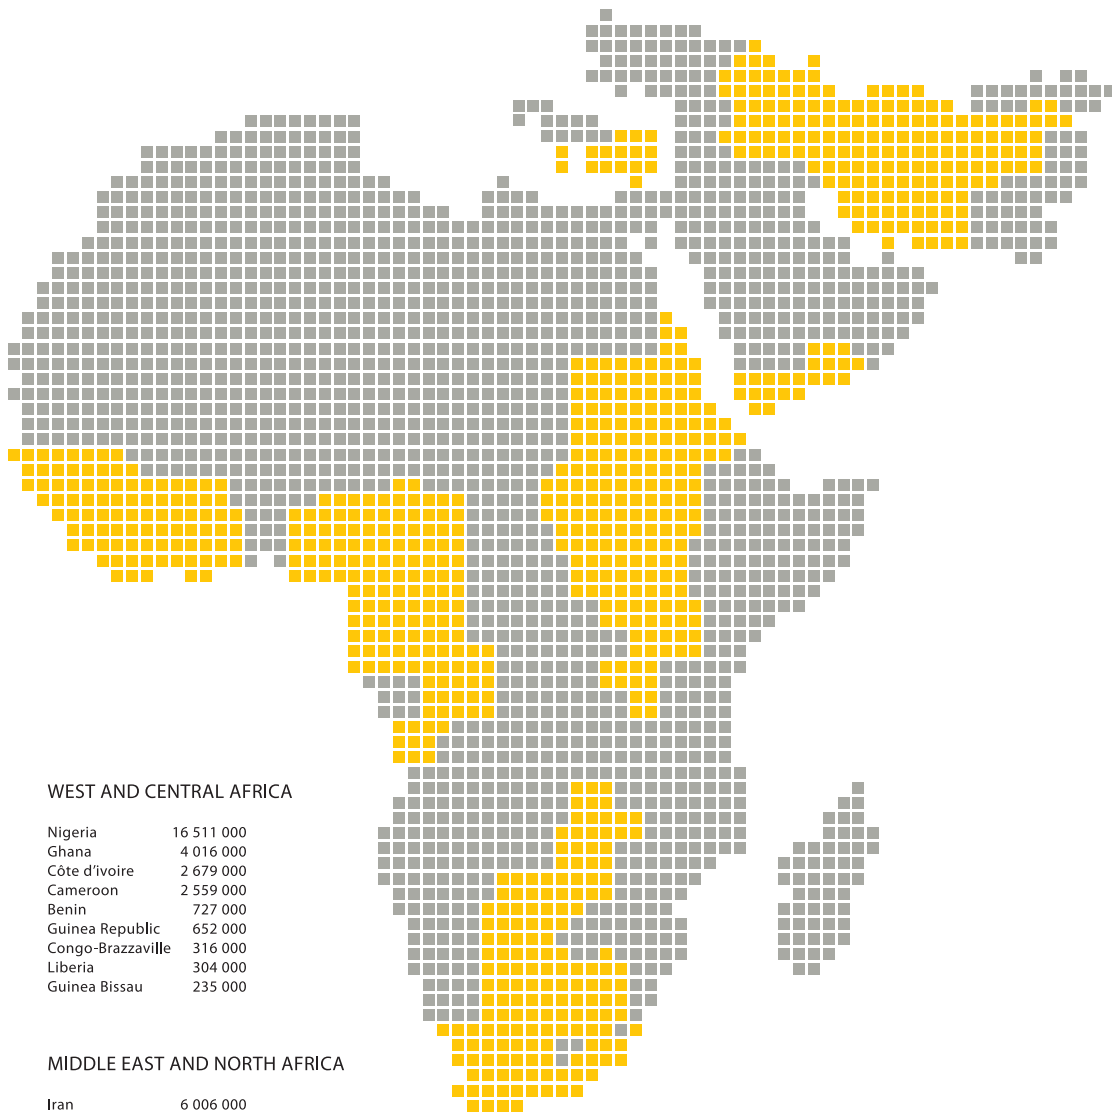 WEST AND CENTRAL AFRICA
Nigeria 16 511 000
Ghana 4 016 000
Côte d'ivoire 2 679 000
Cameroon 2 559 000
Benin 727 000
Guinea Republic 652 000
Congo-Brazzaville 316 000
Liberia 304 000
Guinea Bissau 235 000
MIDDLE EAST AND NORTH AFRICA
Iran 6 006 000